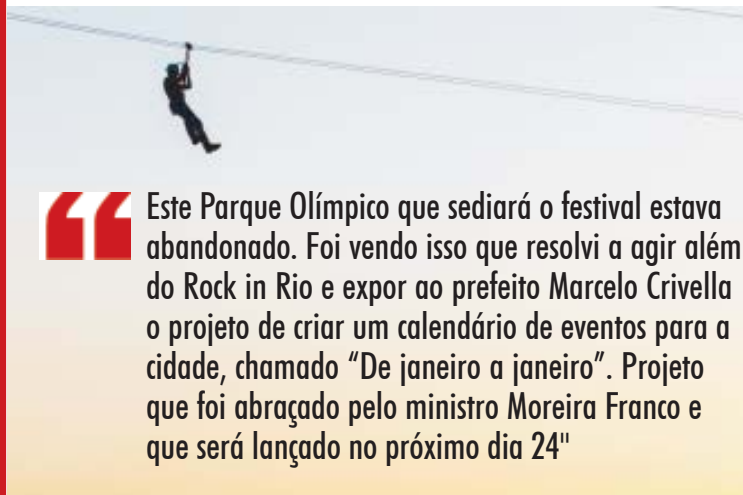 Este Parque Olímpico que sediará o festival estava
abandonado. Foi vendo isso que resolvi a agir além
do Rock in Rio e expor ao prefeito Marcelo Crivella
o projeto de criar um calendário de eventos para a
cidade, chamado “De janeiro a janeiro”. Projeto
que foi abraçado pelo ministro Moreira Franco e
que será lançado no próximo dia 24"